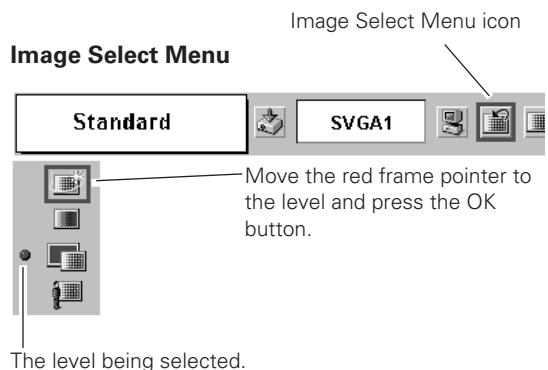 Image Select Menu icon
Image Select Menu
Standard
SVGA1
Move the red frame pointer to
the level and press the OK
button.
The level being selected.